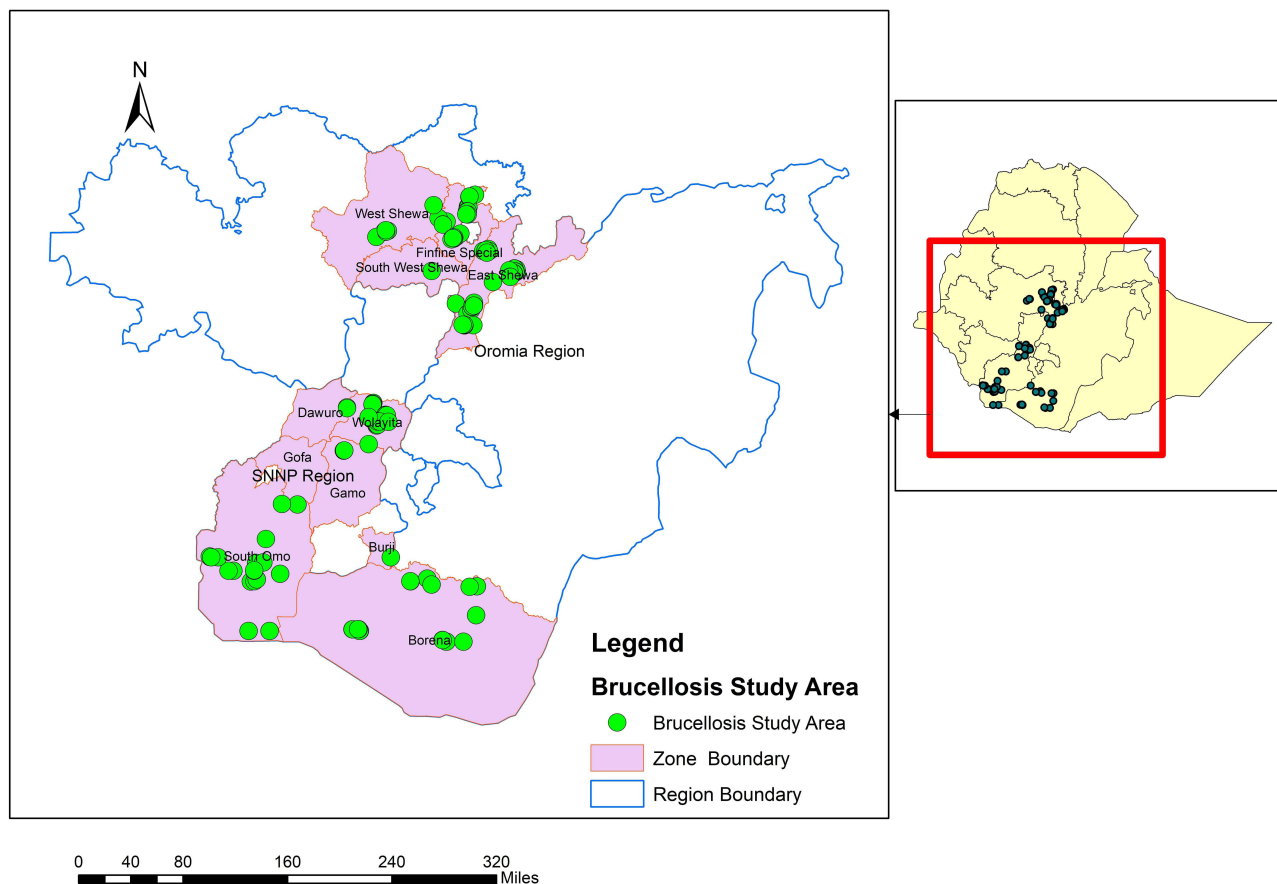 N
West Shewa
Finfine Special
South West Shewa
East Shewa
Oromia Region
Dawuro
Wolayita
Gofa
SNNP Region
Gamo
Burji
South Omo
Borena
Legend
Brucellosis Study Area
Brucellosis Study Area
Zone Boundary
Region Boundary
0 40 80 160 240 320
Miles